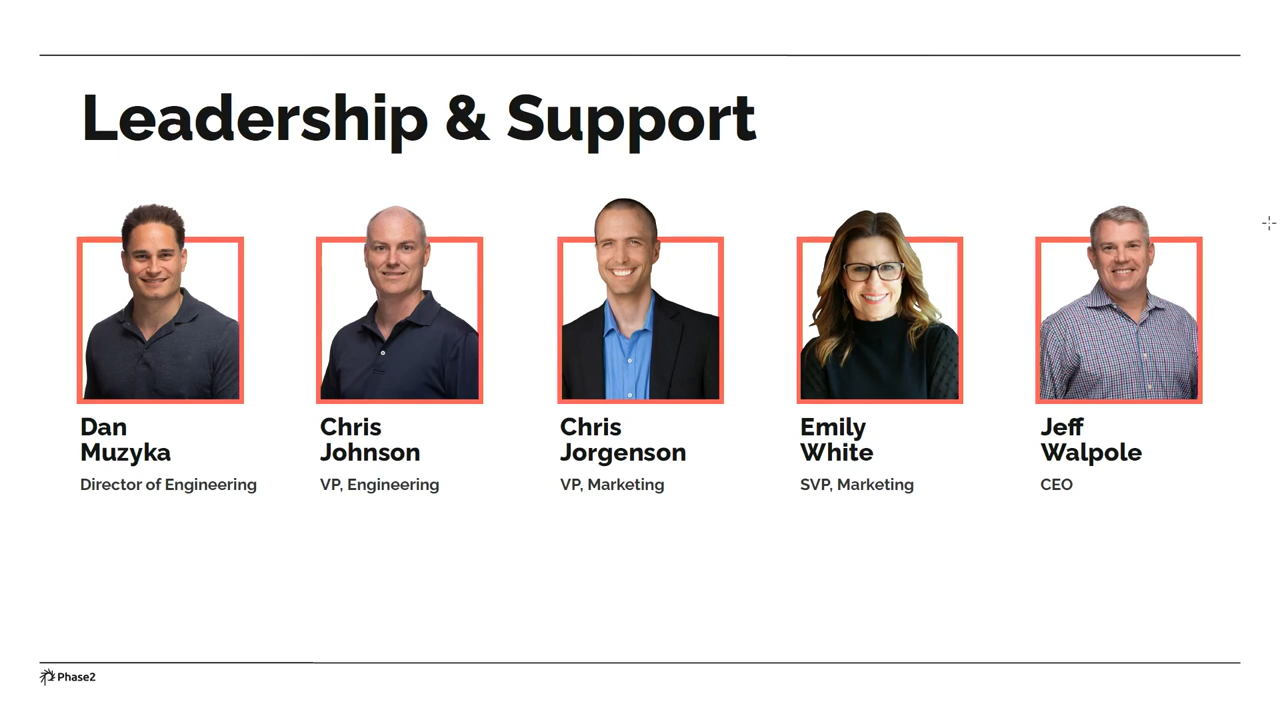 Leadership & Support
Dan
Muzyka
Director of Engineering
Chris
Johnson
VP, Engineering
Chris
Jorgenson
VP, Marketing
Emily
White
SVP, Marketing
Jeff
Walpole
CEO
Phase2